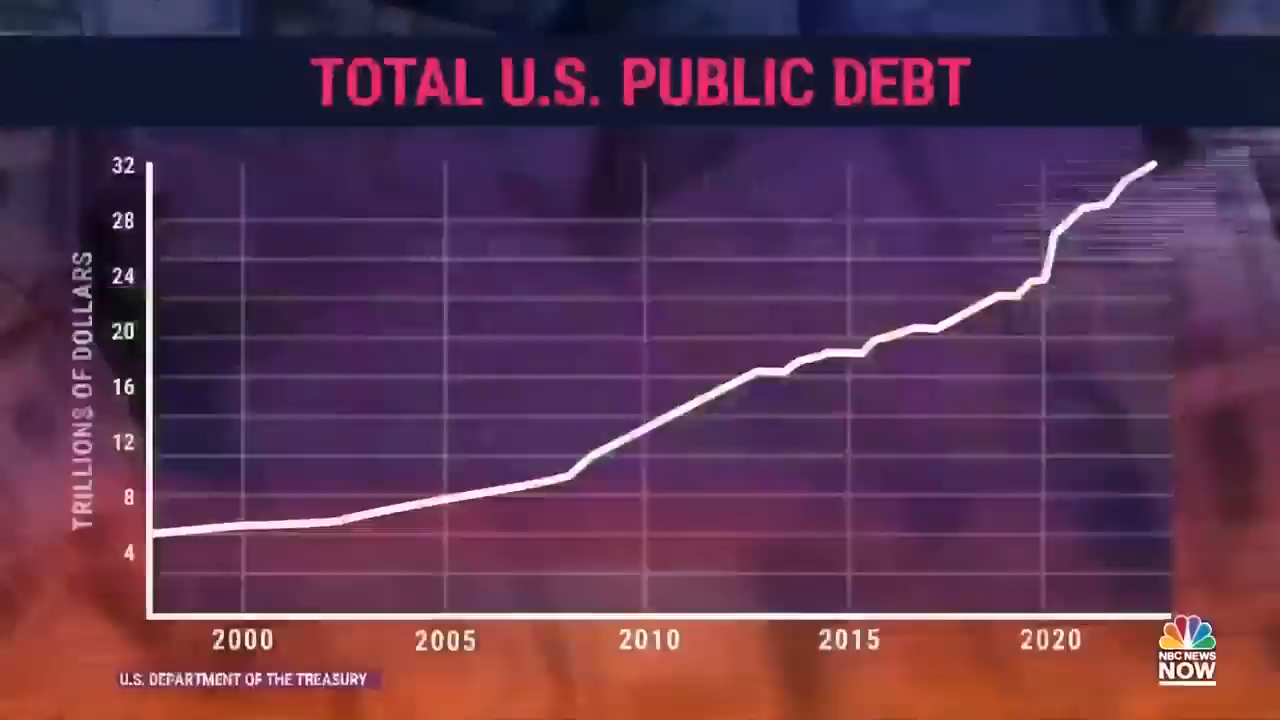 TOTAL U.S. PUBLIC DEBT
TRILLIONS OF DOLLARS
32
28
24
20
16
12
8
4
2000 2005 2010 2015 2020
U.S. DEPARTMENT OF THE TREASURY
NBC NEWS
NOW